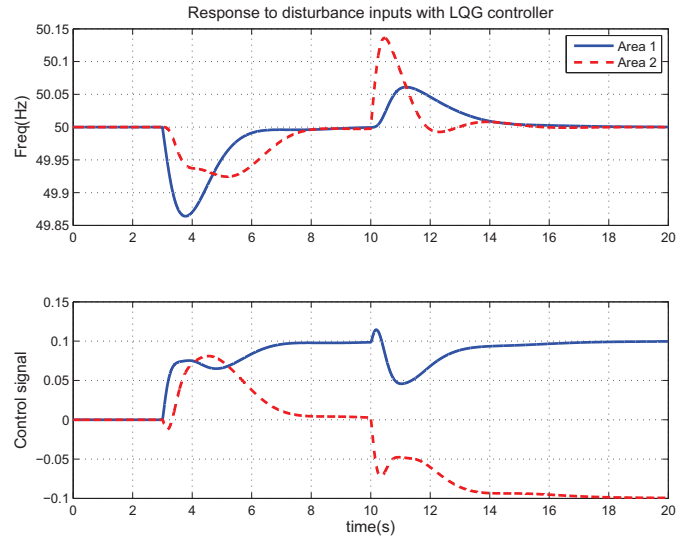 Response to disturbance inputs with LQG controller
50.15
50.1
50.05
50
49.95
49.9
49.85
Freq(Hz)
Area 1
Area 2
0 2 4 6 8 10 12 14 16 18 20
0.15
0.1
0.05
0
−0.05
−0.1
Control signal
0 2 4 6 8 10 12 14 16 18 20
time(s)